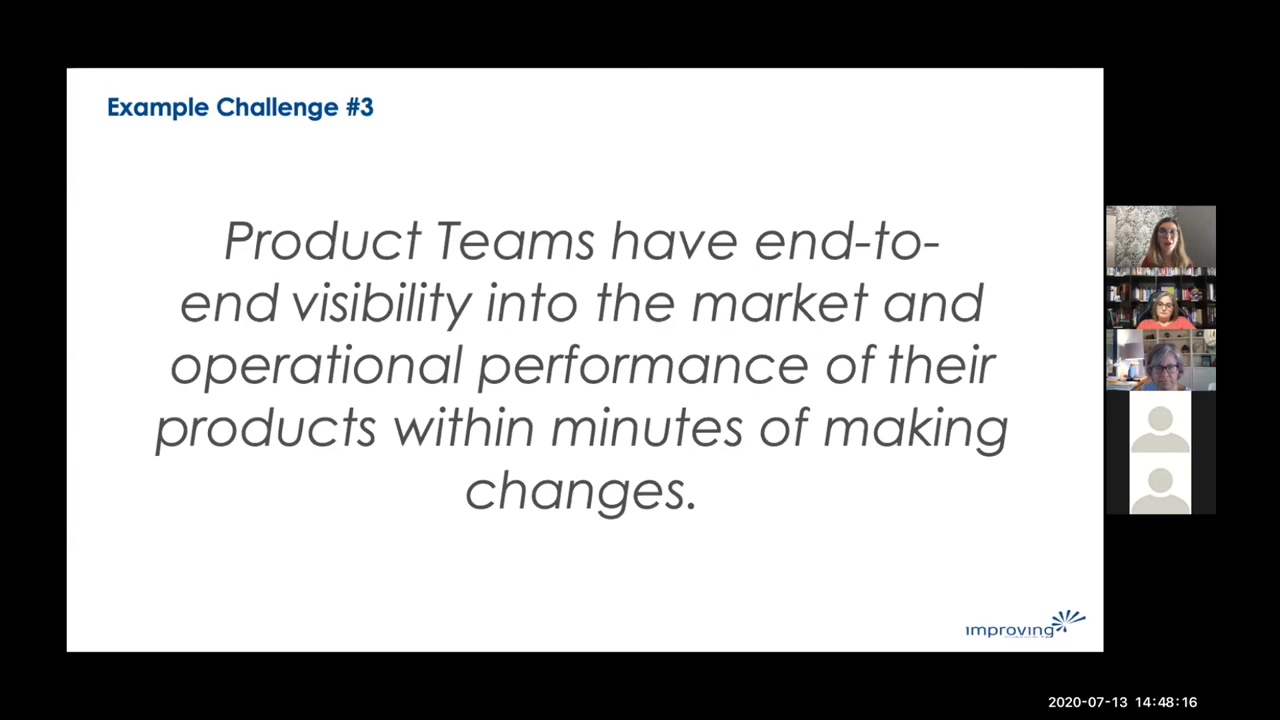 Example Challenge #3
Product Teams have end-to-
end visibility into the market and
operational performance of their
products within minutes of making
changes.
improving
2020-07-13 14:48:16